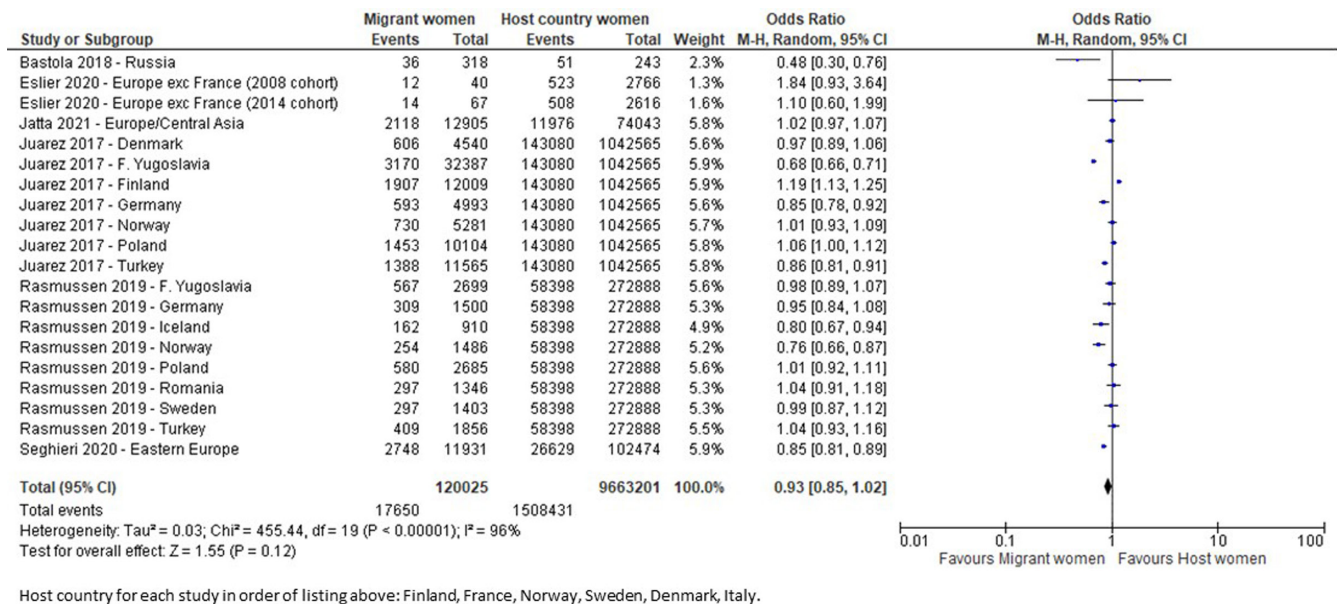 Migrant women Host country women Odds Ratio Odds Ratio
Study or Subgroup Events Total Events Total Weight M-H, Random, 95% CI M-H, Random, 95% CI
Bastola 2018 - Russia 36 318 51 243 2.3% 0.48 [0.30, 0.76]
Eslier 2020 - Europe exc France (2008 cohort) 12 40 523 2766 1.3% 1.84 [0.93, 3.64]
Eslier 2020 - Europe exc France (2014 cohort) 14 67 508 2616 1.6% 1.10 [0.60, 1.99]
Jatta 2021 - Europe/Central Asia 2118 12905 11976 74043 5.8% 1.02 [0.97, 1.07]
Juarez 2017 - Denmark 606 4540 143080 1042565 5.6% 0.97 [0.89, 1.06]
Juarez 2017 - F. Yugoslavia 3170 32387 143080 1042565 5.9% 0.68 [0.66, 0.71]
Juarez 2017 - Finland 1907 12009 143080 1042565 5.9% 1.19 [1.13, 1.25]
Juarez 2017 - Germany 593 4993 143080 1042565 5.6% 0.85 [0.78, 0.92]
Juarez 2017 - Norway 730 5281 143080 1042565 5.7% 1.01 [0.93, 1.09]
Juarez 2017 - Poland 1453 10104 143080 1042565 5.8% 1.06 [1.00, 1.12]
Juarez 2017 - Turkey 1388 11565 143080 1042565 5.8% 0.86 [0.81, 0.91]
Rasmussen 2019 - F. Yugoslavia 567 2699 58398 272888 5.6% 0.98 [0.89, 1.07]
Rasmussen 2019 - Germany 309 1500 58398 272888 5.3% 0.95 [0.84, 1.08]
Rasmussen 2019 - Iceland 162 910 58398 272888 4.9% 0.80 [0.67, 0.94]
Rasmussen 2019 - Norway 254 1486 58398 272888 5.2% 0.76 [0.66, 0.87]
Rasmussen 2019 - Poland 580 2685 58398 272888 5.6% 1.01 [0.92, 1.11]
Rasmussen 2019 - Romania 297 1346 58398 272888 5.3% 1.04 [0.91, 1.18]
Rasmussen 2019 - Sweden 297 1403 58398 272888 5.3% 0.99 [0.87, 1.12]
Rasmussen 2019 - Turkey 409 1856 58398 272888 5.5% 1.04 [0.93, 1.16]
Seghieri 2020 - Eastern Europe 2748 11931 26629 102474 5.9% 0.85 [0.81, 0.89]
Total (95% CI) 120025 9663201 100.0% 0.93 [0.85, 1.02]
Total events 17650 1508431
Heterogeneity: Tau² = 0.03; Chi² = 455.44, df = 19 (P < 0.00001); I² = 96%
Test for overall effect: Z = 1.55 (P = 0.12)
0.01 0.1 1 10 100
Favours Migrant women Favours Host women
Host country for each study in order of listing above: Finland, France, Norway, Sweden, Denmark, Italy.